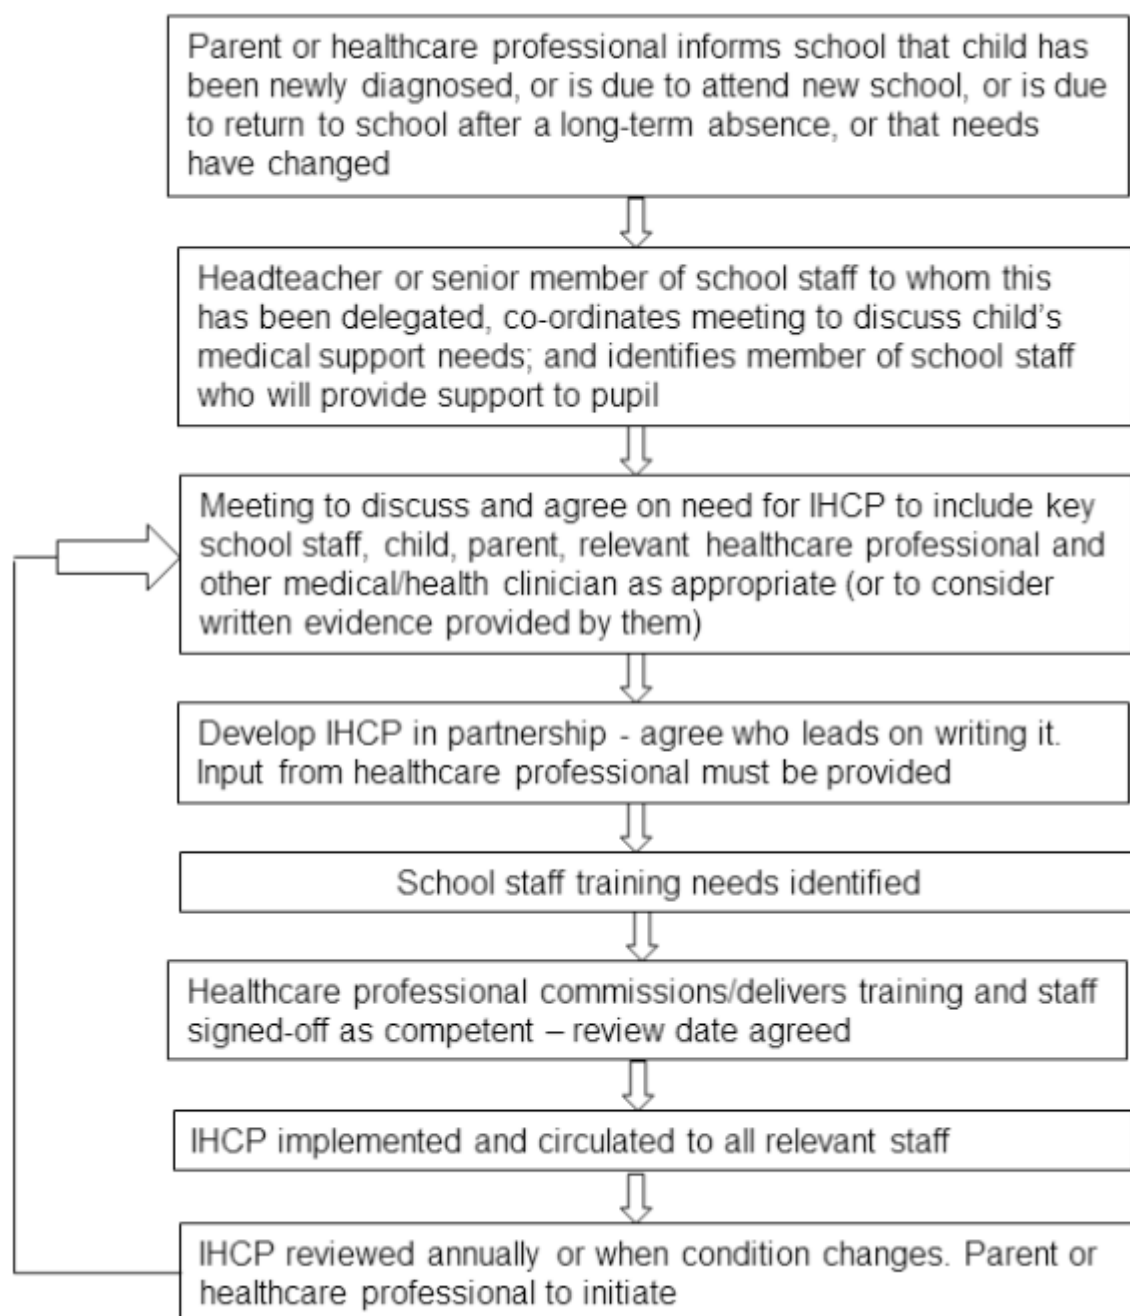 Parent or healthcare professional informs school that child has
been newly diagnosed, or is due to attend new school, or is due
to return to school after a long-term absence, or that needs
have changed
Headteacher or senior member of school staff to whom this
has been delegated, co-ordinates meeting to discuss child's
medical support needs; and identifies member of school staff
who will provide support to pupil
Meeting to discuss and agree on need for IHCP to include key
school staff, child, parent, relevant healthcare professional and
other medical/health clinician as appropriate (or to consider
written evidence provided by them)
Develop IHCP in partnership - agree who leads on writing it.
Input from healthcare professional must be provided
School staff training needs identified
Healthcare professional commissions/delivers training and staff
signed-off as competent – review date agreed
IHCP implemented and circulated to all relevant staff
IHCP reviewed annually or when condition changes. Parent or
healthcare professional to initiate